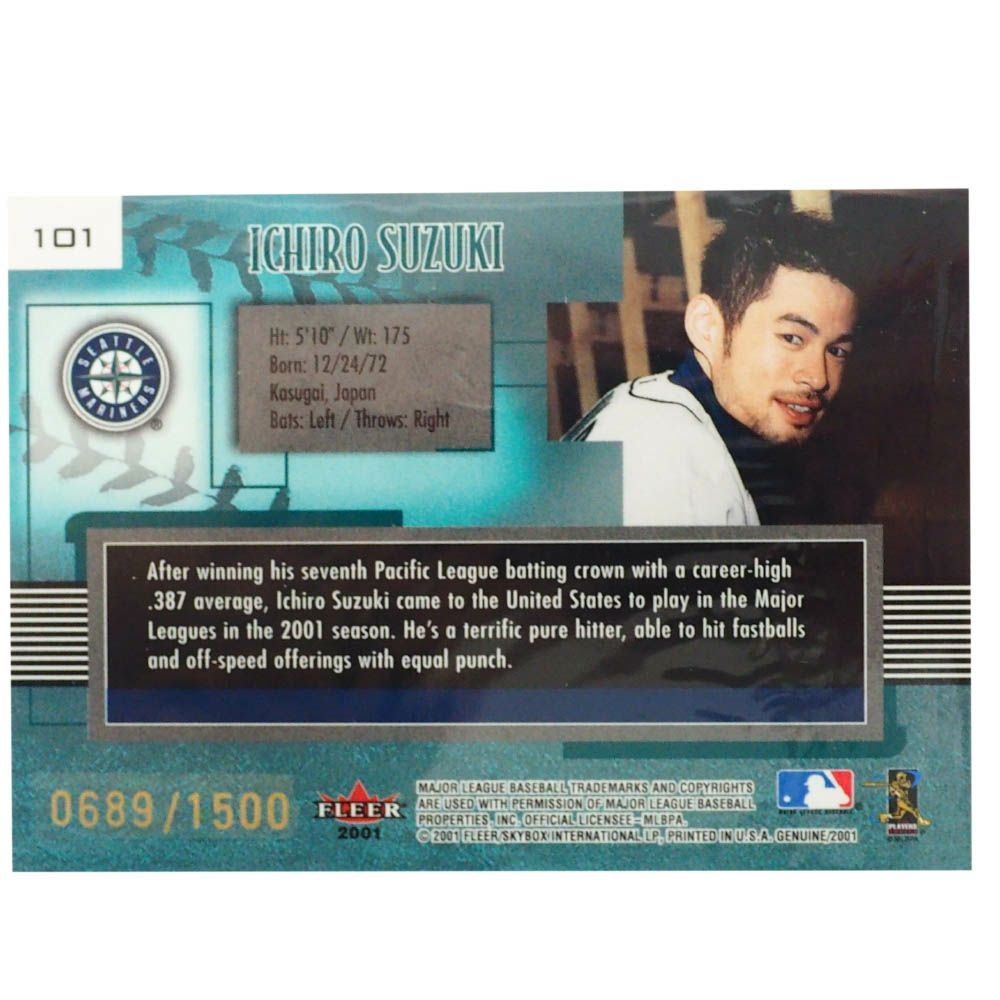 101
ICHIRO SUZUKI
SEATTLE
MARINERS
®
Ht: 5'10" / Wt: 175
Born: 12/24/72
Kasugai, Japan
Bats: Left / Throws: Right
After winning his seventh Pacific League batting crown with a career-high
.387 average, Ichiro Suzuki came to the United States to play in the Major
Leagues in the 2001 season. He's a terrific pure hitter, able to hit fastballs
and off-speed offerings with equal punch.
0689/1500
FLEER
2001
MAJOR LEAGUE BASEBALL TRADEMARKS AND COPYRIGHTS
ARE USED WITH PERMISSION OF MAJOR LEAGUE BASEBALL
PROPERTIES, INC. OFFICIAL LICENSEE–MLBPA.
© 2001 FLEER/SKYBOX INTERNATIONAL LP, PRINTED IN U.S.A. GENUINE/2001
MAJOR LEAGUE BASEBALL
PLAYERS